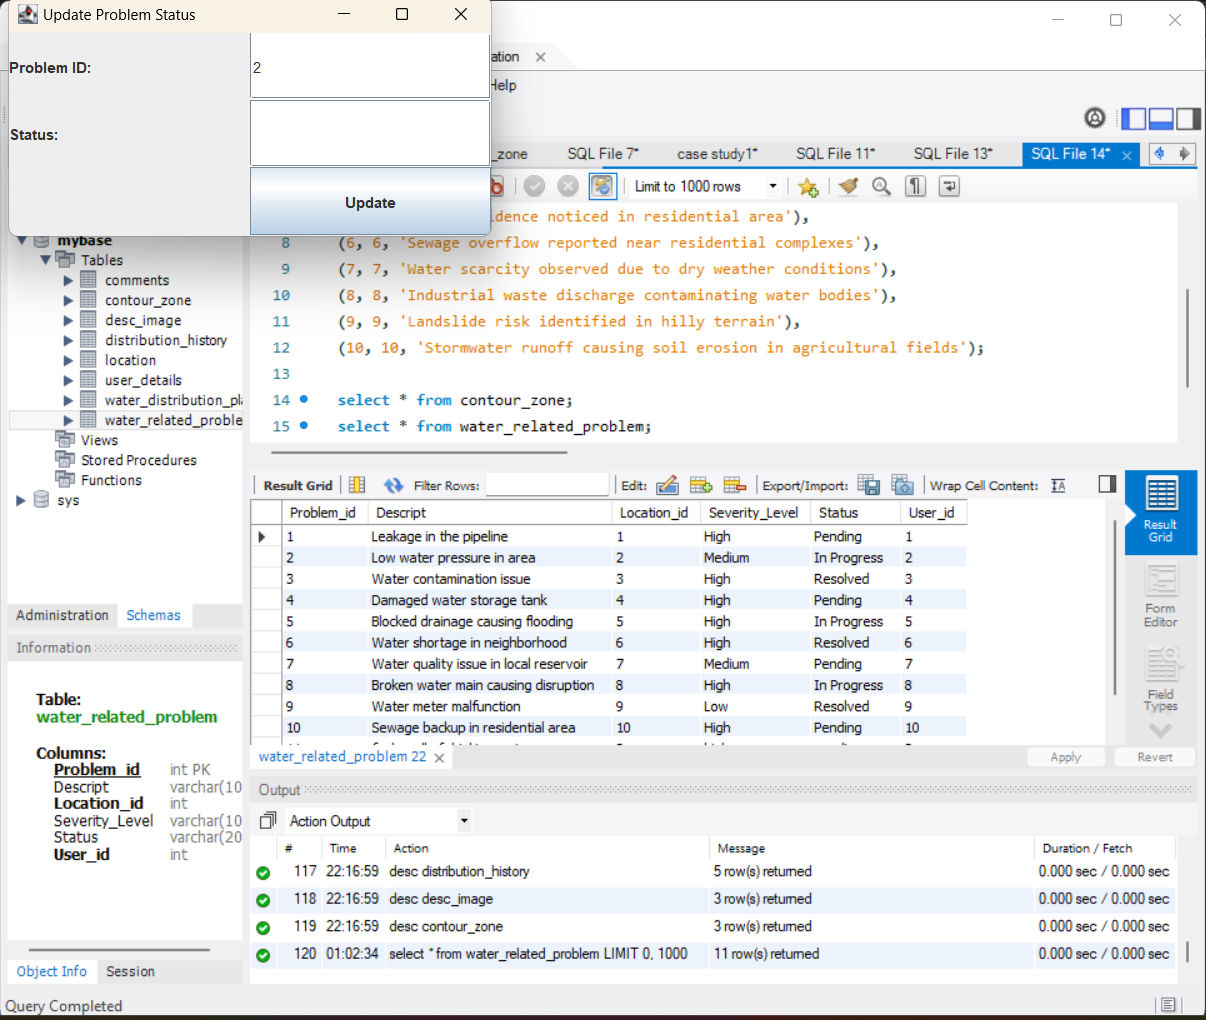 Update Problem Status
Problem ID:
2
Status:
Update
ation
Help
_zone
SQL File 7*
case study1*
SQL File 11*
SQL File 13*
SQL File 14*
Limit to 1000 rows
idence noticed in residential area'),
8 (6, 6, 'Sewage overflow reported near residential complexes'),
9 (7, 7, 'Water scarcity observed due to dry weather conditions'),
10 (8, 8, 'Industrial waste discharge contaminating water bodies'),
11 (9, 9, 'Landslide risk identified in hilly terrain'),
12 (10, 10, 'Stormwater runoff causing soil erosion in agricultural fields');
13
14 select * from contour_zone;
15 select * from water_related_problem;
mybase
Tables
comments
contour_zone
desc_image
distribution_history
location
user_details
water_distribution_pl
water_related_proble
Views
Stored Procedures
Functions
sys
Administration
Schemas
Information
Table:
water_related_problem
Columns:
Problem_id int PK
Descript varchar(10
Location_id int
Severity_Level varchar(10
Status varchar(20
User_id int
Object Info
Session
Result Grid
Filter Rows:
Edit:
Export/Import:
Wrap Cell Content:
Problem_id Descript Location_id Severity_Level Status User_id
1 Leakage in the pipeline 1 High Pending 1
2 Low water pressure in area 2 Medium In Progress 2
3 Water contamination issue 3 High Resolved 3
4 Damaged water storage tank 4 High Pending 4
5 Blocked drainage causing flooding 5 High In Progress 5
6 Water shortage in neighborhood 6 High Resolved 6
7 Water quality issue in local reservoir 7 Medium Pending 7
8 Broken water main causing disruption 8 High In Progress 8
9 Water meter malfunction 9 Low Resolved 9
10 Sewage backup in residential area 10 High Pending 10
Result Grid
Form Editor
Field Types
water_related_problem 22
Apply
Revert
Output
Action Output
# Time Action Message Duration / Fetch
117 22:16:59 desc distribution_history 5 row(s) returned 0.000 sec / 0.000 sec
118 22:16:59 desc desc_image 3 row(s) returned 0.000 sec / 0.000 sec
119 22:16:59 desc contour_zone 3 row(s) returned 0.000 sec / 0.000 sec
120 01:02:34 select * from water_related_problem LIMIT 0, 1000 11 row(s) returned 0.000 sec / 0.000 sec
Query Completed